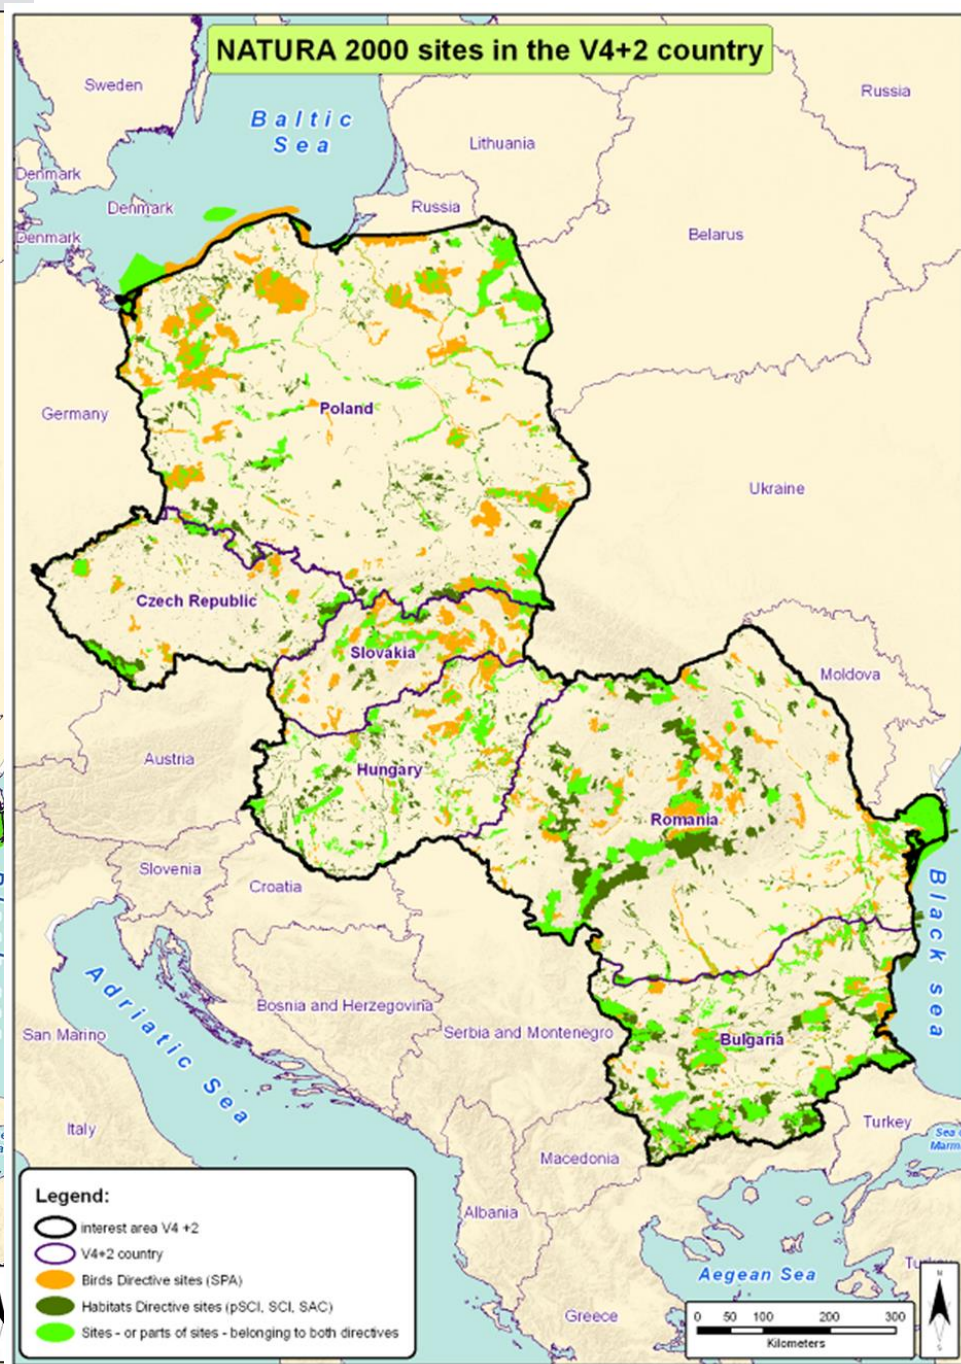 NATURA 2000 sites in the V4+2 country
Sweden
Russia
Baltic
Sea
Lithuania
Denmark
Denmark
Russia
Denmark
Belarus
Germany
Poland
Ukraine
Czech Republic
Slovakia
Moldova
Austria
Hungary
Romania
Slovenia
Croatia
Black sea
Adriatic Sea
Bosnia and Herzegovina
San Marino
Serbia and Montenegro
Bulgaria
Italy
Turkey
Sea
Macedonia
Albania
Aegean Sea
Greece
Legend:
interest area V4 +2
V4+2 country
Birds Directive sites (SPA)
Habitats Directive sites (pSCI, SCI, SAC)
Sites - or parts of sites - belonging to both directives
0 50 100 200 300
Kilometers
N
S